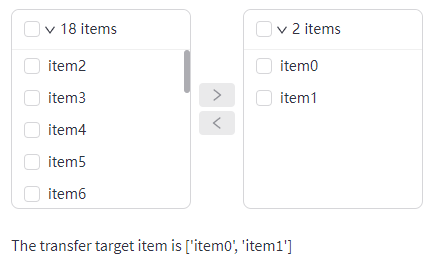 18 items
item2
item3
item4
item5
item6
2 items
item0
item1
The transfer target item is ['item0', 'item1']